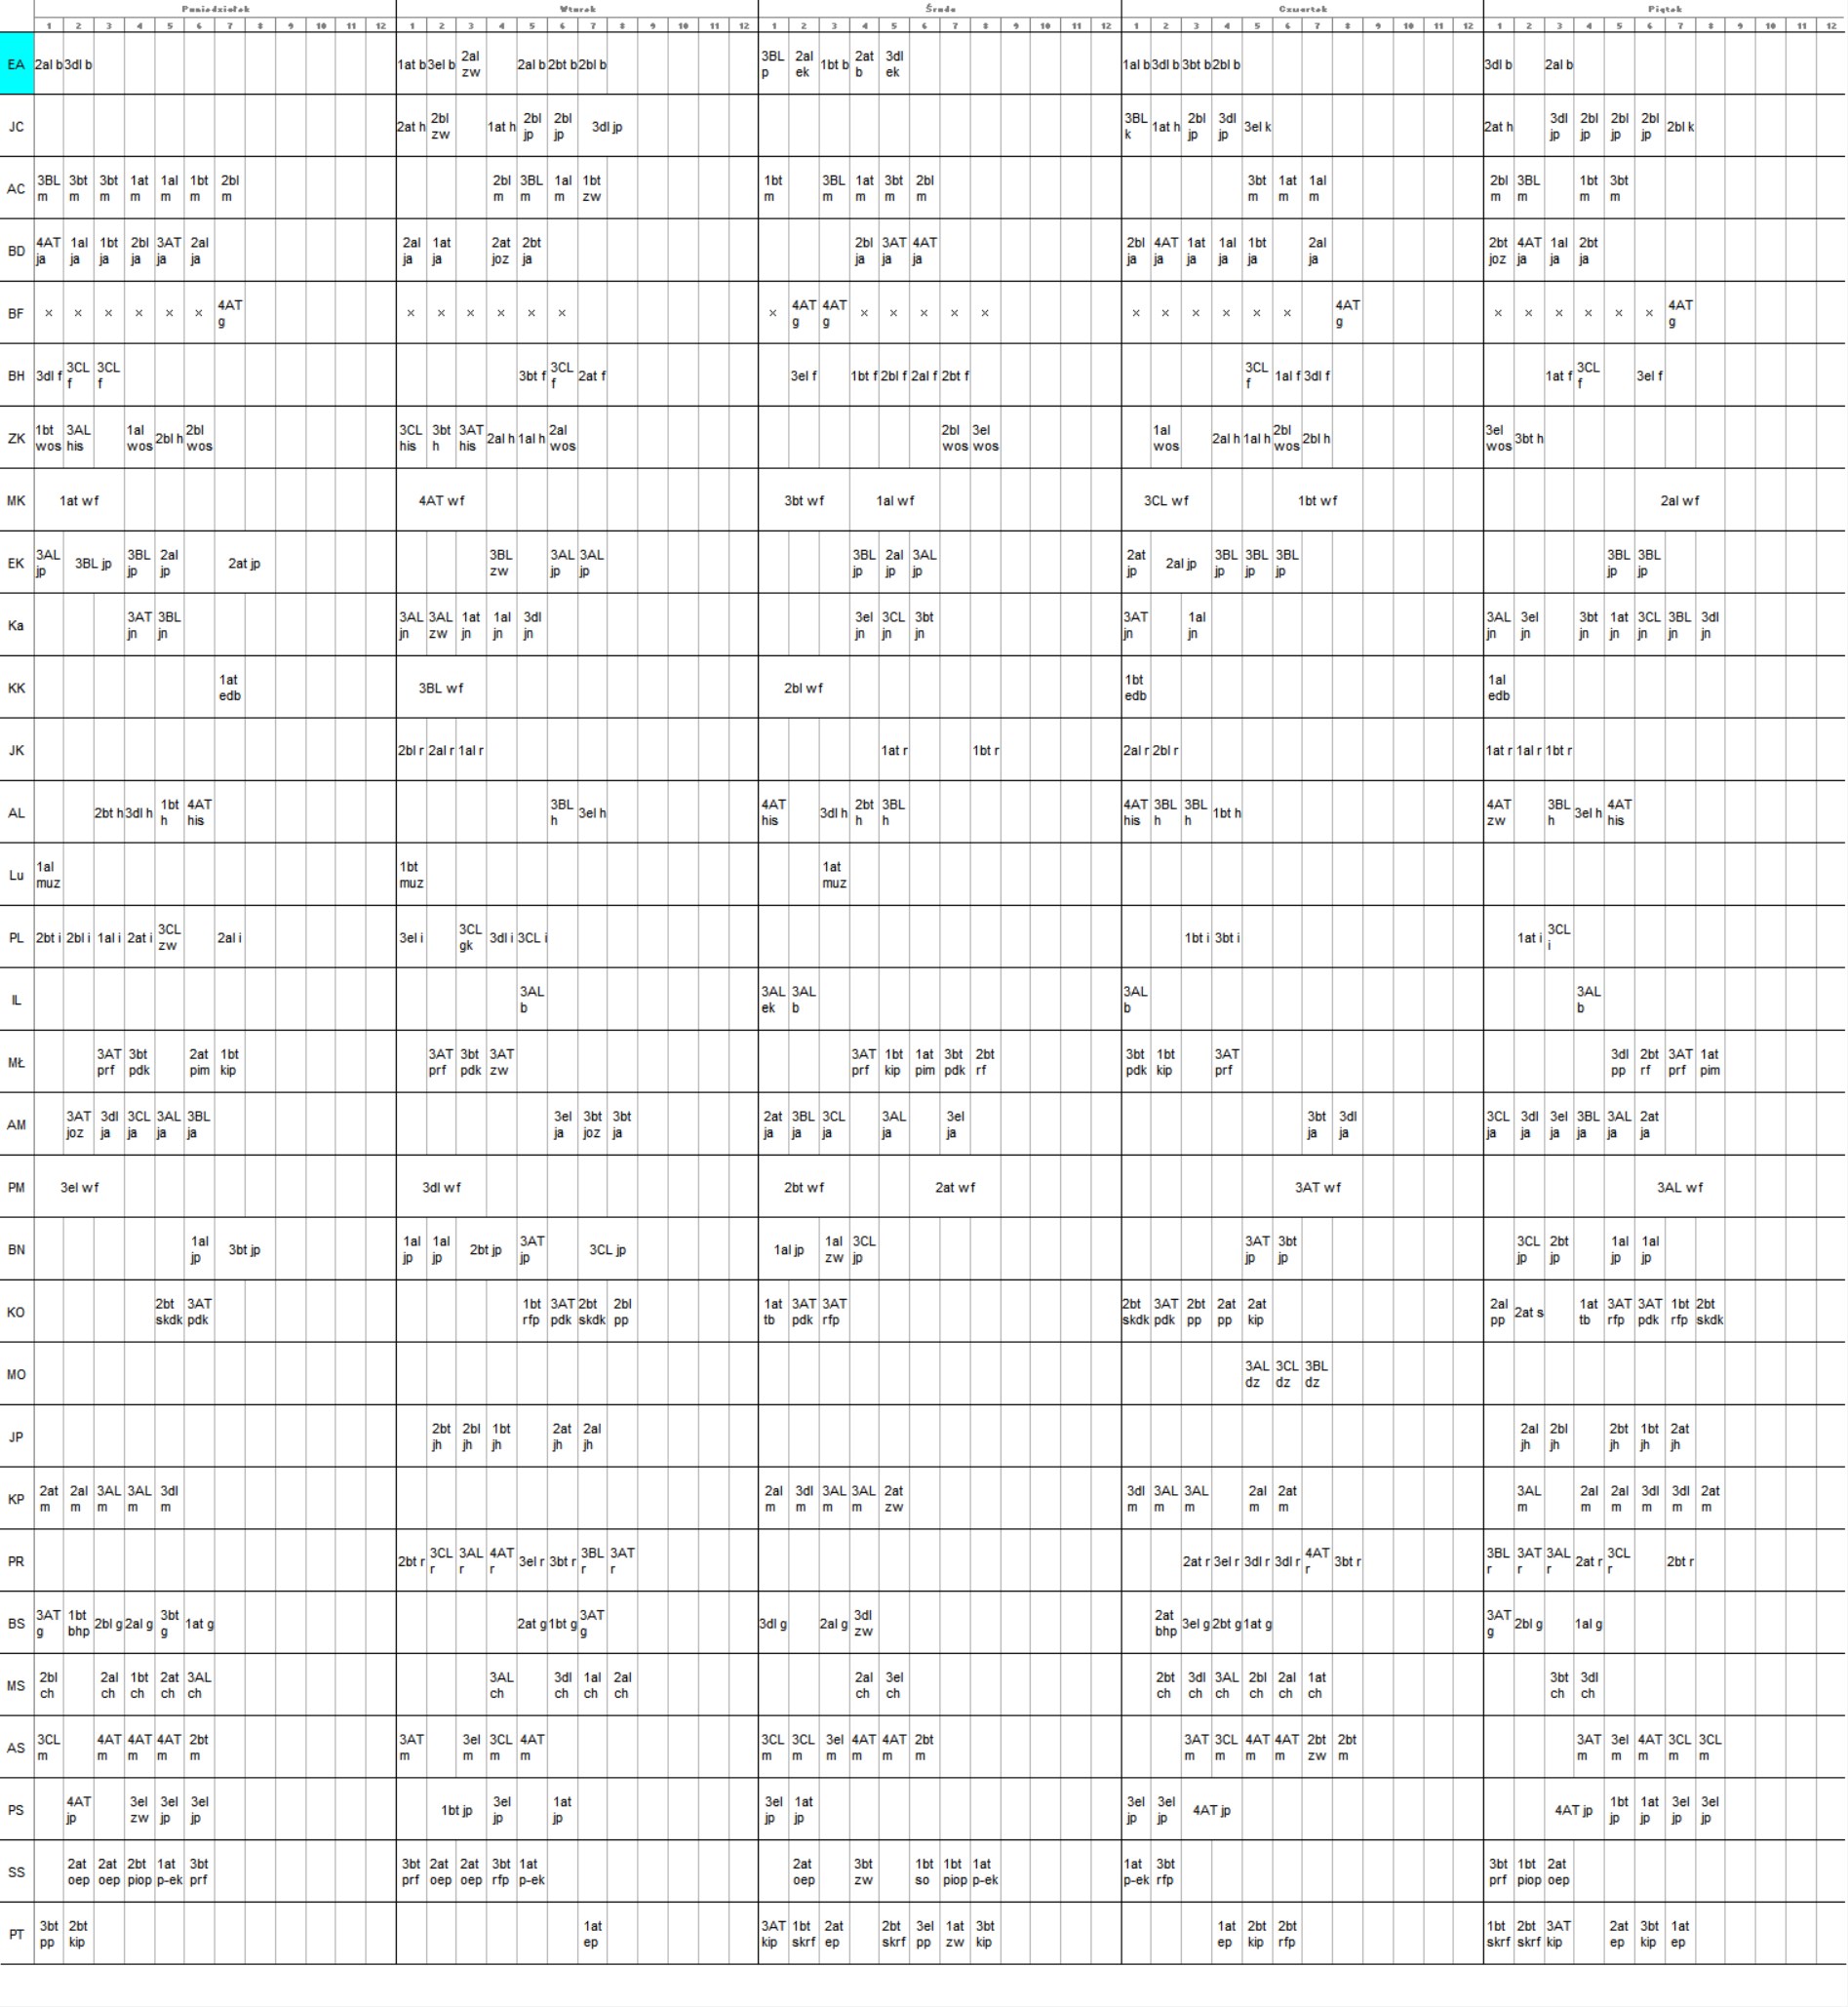 Poniedziałek Wtorek Środa Czwartek Piątek
1 2 3 4 5 6 7 8 9 10 11 12 1 2 3 4 5 6 7 8 9 10 11 12 1 2 3 4 5 6 7 8 9 10 11 12 1 2 3 4 5 6 7 8 9 10 11 12 1 2 3 4 5 6 7 8 9 10 11 12
EA 2al b 3dl b 1at b 3el b 2al zw 2al b 2bt b 2bl b 3BL p 2al ek 1bt b 2at b 3dl ek 1al b 3dl b 3bt b 2bl b 3dl b 2al b
JC 2at h 2bl zw 1at h 2bl jp 2bl jp 3dl jp 3BL k 1at h 2bl jp 3dl jp 3el k 2at h 3dl jp 2bl jp 2bl jp 2bl jp 2bl k
AC 3BL m 3bt m 3bt m 1at m 1al m 1bt m 2bl m 2bl m 3BL m 1al m 1bt zw 1bt m 3BL m 1at m 3bt m 2bl m 3bt m 1at m 1al m 2bl m 3BL m 1bt m 3bt m
BD 4AT ja 1al ja 1bt ja 2bl ja 3AT ja 2al ja 2al ja 1at ja 2at joz 2bt ja 2bl ja 3AT ja 4AT ja 2bl ja 4AT ja 1at ja 1al ja 1bt ja 2al ja 2bt joz 4AT ja 1al ja 2bt ja
BF × × × × × × 4AT g × × × × × × × 4AT g 4AT g × × × × × × × × × × × 4AT g × × × × × × 4AT g
BH 3dl f 3CL f 3CL f 3bt f 3CL f 2at f 3el f 1bt f 2bl f 2al f 2bt f 3CL f 1al f 3dl f 1at f 3CL f 3el f
ZK 1bt wos 3AL his 1al wos 2bl h 2bl wos 3CL his 3bt h 3AT his 2al h 1al h 2al wos 2bl wos 3el wos 1al wos 2al h 1al h 2bl wos 2bl h 3el wos 3bt h
MK 1at wf 4AT wf 3bt wf 1al wf 3CL wf 1bt wf 2al wf
EK 3AL jp 3BL jp 3BL jp 2al jp 2at jp 3BL zw 3AL jp 3AL jp 3BL jp 2al jp 3AL jp 2at jp 2al jp 3BL jp 3BL jp 3BL jp 3BL jp 3BL jp
Ka 3AT jn 3BL jn 3AL jn 3AL zw 1at jn 1al jn 3dl jn 3el jn 3CL jn 3bt jn 3AT jn 1al jn 3AL jn 3el jn 3bt jn 1at jn 3CL jn 3BL jn 3dl jn
KK 1at edb 3BL wf 2bl wf 1bt edb 1al edb
JK 2bl r 2al r 1al r 1at r 1bt r 2al r 2bl r 1at r 1al r 1bt r
AL 2bt h 3dl h 1bt h 4AT his 3BL h 3el h 4AT his 3dl h 2bt h 3BL h 4AT his 3BL h 3BL h 1bt h 4AT zw 3BL h 3el h 4AT his
Lu 1al muz 1bt muz 1at muz
PL 2bt i 2bl i 1al i 2at i 3CL zw 2al i 3el i 3CL gk 3dl i 3CL i 1bt i 3bt i 1at i 3CL i
IL 3AL b 3AL ek 3AL b 3AL b 3AL b
MŁ 3AT prf 3bt pdk 2at pim 1bt kip 3AT prf 3bt pdk 3AT zw 3AT prf 1bt kip 1at pim 3bt pdk 2bt rf 3bt pdk 1bt kip 3AT prf 3dl pp 2bt rf 3AT prf 1at pim
AM 3AT joz 3dl ja 3CL ja 3AL ja 3BL ja 3el ja 3bt joz 3bt ja 2at ja 3BL ja 3CL ja 3AL ja 3el ja 3bt ja 3dl ja 3CL ja 3dl ja 3el ja 3BL ja 3AL ja 2at ja
PM 3el wf 3dl wf 2bt wf 2at wf 3AT wf 3AL wf
BN 1al jp 3bt jp 1al jp 1al jp 2bt jp 3AT jp 3CL jp 1al jp 1al zw 3CL jp 3AT jp 3bt jp 3CL jp 2bt jp 1al jp 1al jp
KO 2bt skdk 3AT pdk 1bt rfp 3AT pdk 2bt skdk 2bl pp 1at tb 3AT pdk 3AT rfp 2bt skdk 3AT pdk 2bt pp 2at pp 2at kip 2al pp 2at s 1at tb 3AT rfp 3AT pdk 1bt rfp 2bt skdk
MO 3AL dz 3CL dz 3BL dz
JP 2bt jh 2bl jh 1bt jh 2at jh 2al jh 2al jh 2bl jh 2bt jh 1bt jh 2at jh
KP 2at m 2al m 3AL m 3AL m 3dl m 2al m 3dl m 3AL m 3AL m 2at zw 3dl m 3AL m 3AL m 2al m 2at m 3AL m 2al m 2al m 3dl m 3dl m 2at m
PR 2bt r 3CL r 3AL r 4AT r 3el r 3bt r 3BL r 3AT r 2at r 3el r 3dl r 3dl r 4AT r 3bt r 3BL r 3AT r 3AL r 2at r 3CL r 2bt r
BS 3AT g 1bt bhp 2bl g 2al g 3bt g 1at g 2at g 1bt g 3AT g 3dl g 2al g 3dl zw 2at bhp 3el g 2bt g 1at g 3AT g 2bl g 1al g
MS 2bl ch 2al ch 1bt ch 2at ch 3AL ch 3AL ch 3dl ch 1al ch 2al ch 2al ch 3el ch 2bt ch 3dl ch 3AL ch 2bl ch 2al ch 1at ch 3bt ch 3dl ch
AS 3CL m 4AT m 4AT m 4AT m 2bt m 3AT m 3el m 3CL m 4AT m 3CL m 3CL m 3el m 4AT m 4AT m 2bt m 3AT m 3CL m 4AT m 4AT m 2bt zw 2bt m 3AT m 3el m 4AT m 3CL m 3CL m
PS 4AT jp 3el zw 3el jp 3el jp 1bt jp 3el jp 1at jp 3el jp 1at jp 3el jp 3el jp 4AT jp 4AT jp 1bt jp 1at jp 3el jp 3el jp
SS 2at oep 2at oep 2bt piop 1at p-ek 3bt prf 3bt prf 2at oep 2at oep 3bt rfp 1at p-ek 2at oep 3bt zw 1bt so 1bt piop 1at p-ek 1at p-ek 3bt rfp 3bt prf 1bt piop 2at oep
PT 3bt pp 2bt kip 1at ep 3AT kip 1bt skrf 2at ep 2bt skrf 3el pp 1at zw 3bt kip 1at ep 2bt kip 2bt rfp 1bt skrf 2bt skrf 3AT kip 2at ep 3bt kip 1at ep